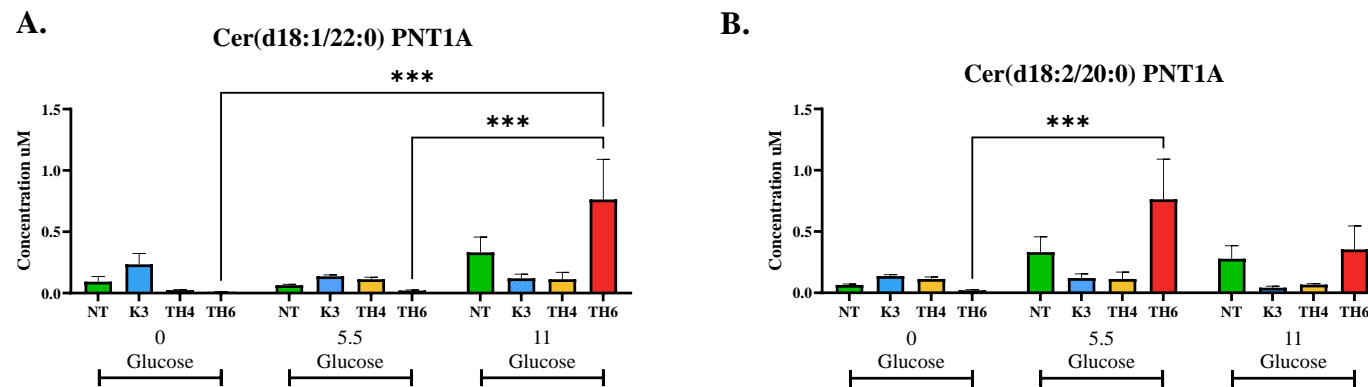 A.
Cer(d18:1/22:0) PNT1A
***
***
Concentration uM
1.5
1.0
0.5
0.0
NT K3 TH4 TH6 NT K3 TH4 TH6 NT K3 TH4 TH6
0 5.5 11
Glucose Glucose Glucose
B.
Cer(d18:2/20:0) PNT1A
***
Concentration uM
1.5
1.0
0.5
0.0
NT K3 TH4 TH6 NT K3 TH4 TH6 NT K3 TH4 TH6
0 5.5 11
Glucose Glucose Glucose